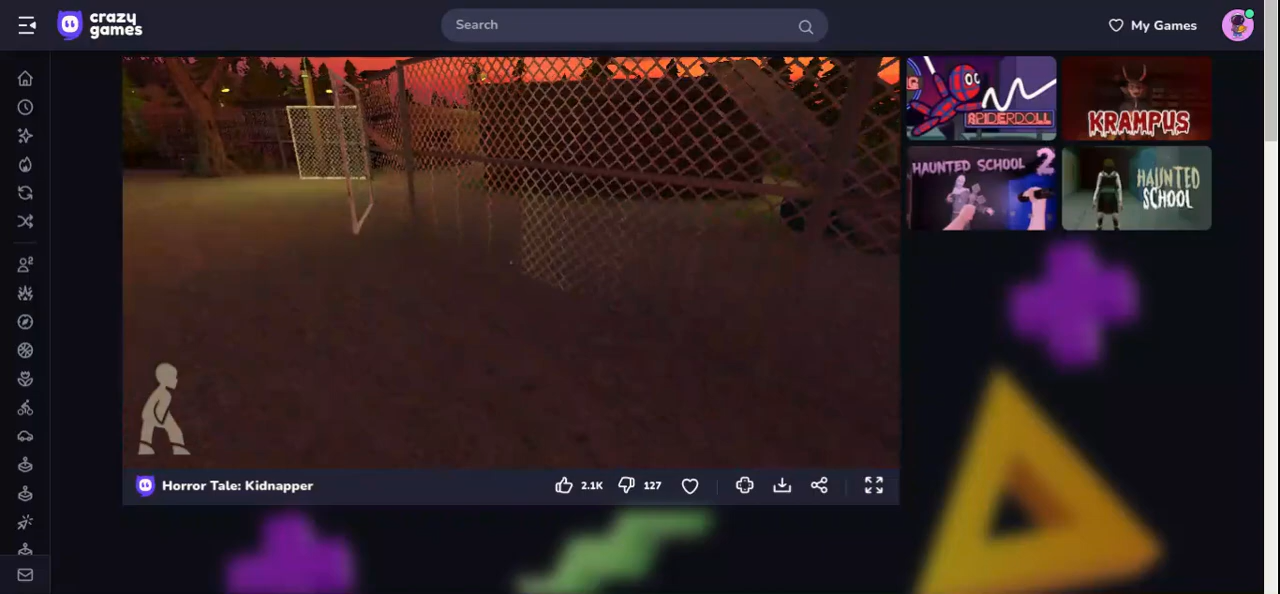 crazy games
Search
My Games
SPIDERDOLL
KRAMPUS
HAUNTED SCHOOL 2
HAUNTED
SCHOOL
Horror Tale: Kidnapper
2.1K
127